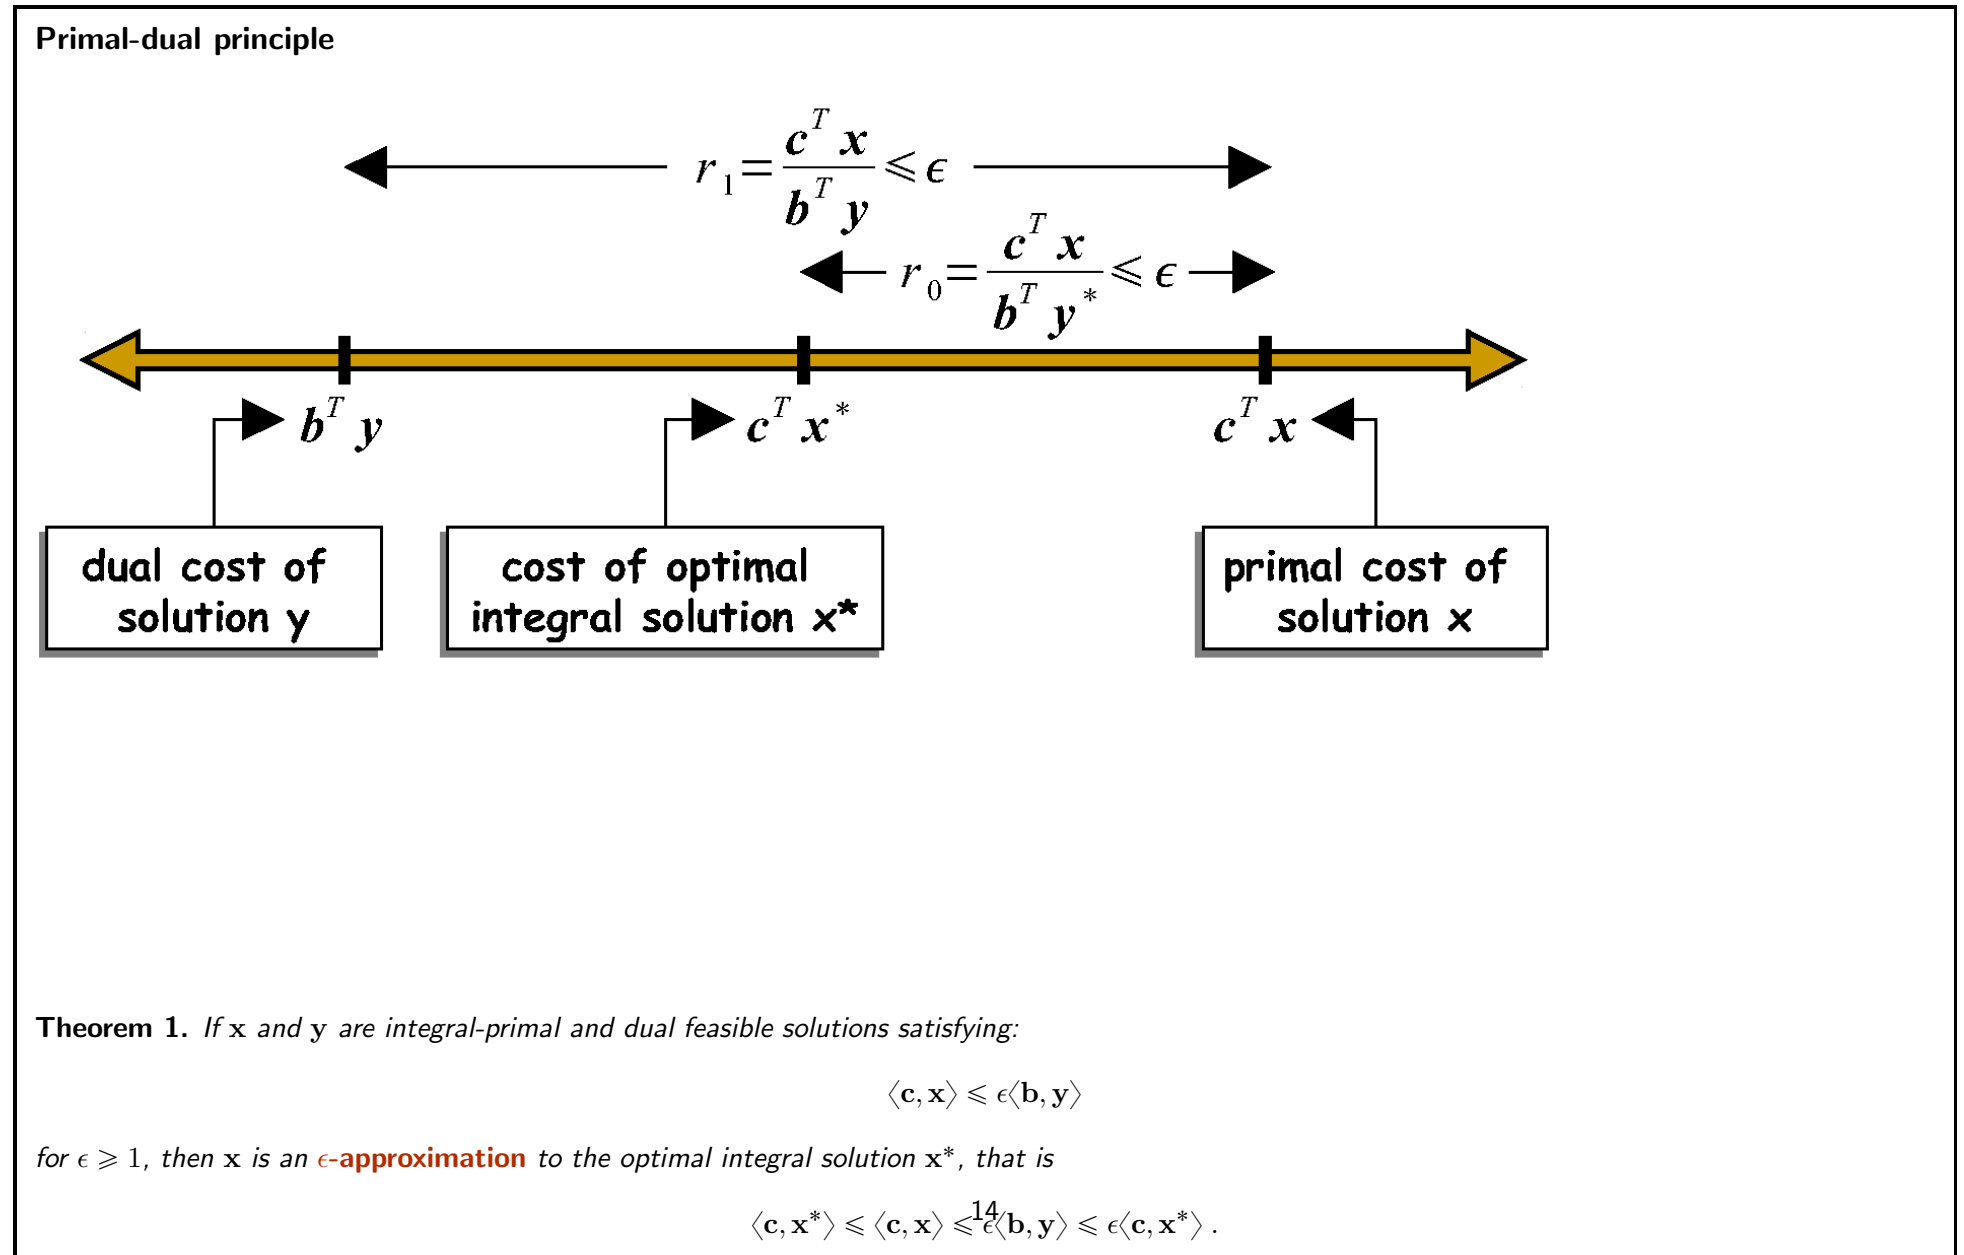 Primal-dual principle
r₁ = cᵀ x / bᵀ y ⩽ ϵ
r₀ = cᵀ x / bᵀ y* ⩽ ϵ
bᵀ y cᵀ x* cᵀ x
dual cost of
solution y
cost of optimal
integral solution x*
primal cost of
solution x
Theorem 1. If x and y are integral-primal and dual feasible solutions satisfying:
⟨c, x⟩ ⩽ ϵ⟨b, y⟩
for ϵ ⩾ 1, then x is an ϵ-approximation to the optimal integral solution x*, that is
⟨c, x*⟩ ⩽ ⟨c, x⟩ ⩽ ϵ⟨b, y⟩ ⩽ ϵ⟨c, x*⟩ .
14